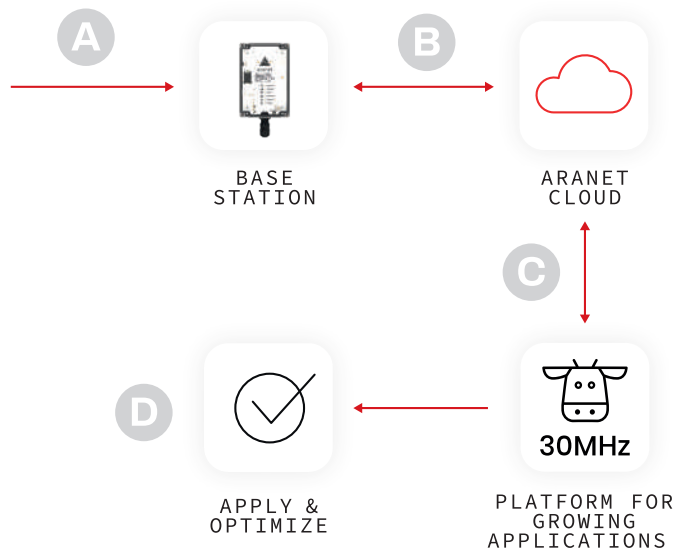 A
B
BASE
STATION
ARANET
CLOUD
C
D
30MHz
APPLY &
OPTIMIZE
PLATFORM FOR
GROWING
APPLICATIONS